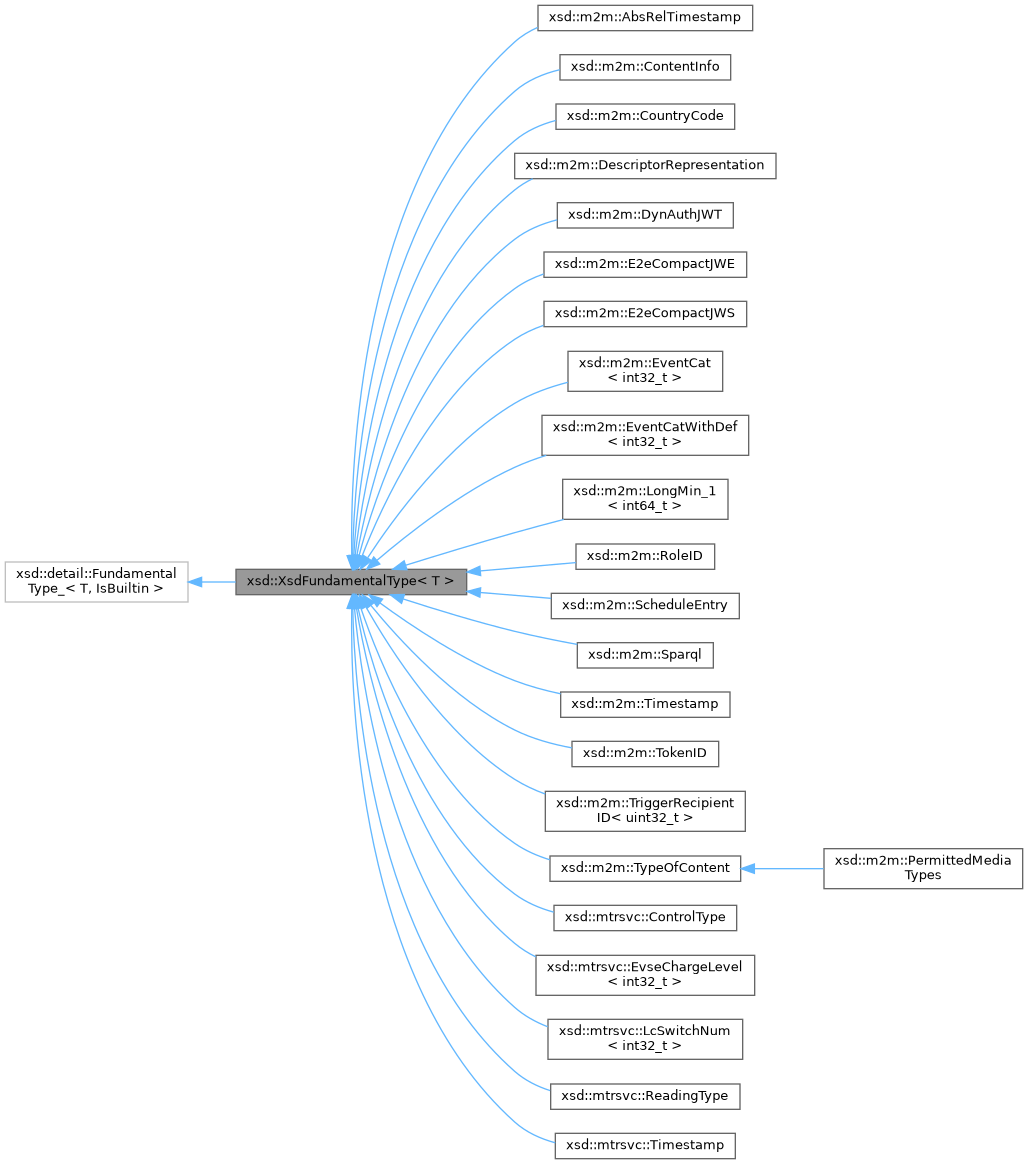 xsd::m2m::AbsRelTimestamp
xsd::m2m::ContentInfo
xsd::m2m::CountryCode
xsd::m2m::DescriptorRepresentation
xsd::m2m::DynAuthJWT
xsd::m2m::E2eCompactJWE
xsd::m2m::E2eCompactJWS
xsd::m2m::EventCat
< int32_t >
xsd::m2m::EventCatWithDef
< int32_t >
xsd::m2m::LongMin_1
< int64_t >
xsd::m2m::RoleID
xsd::detail::Fundamental
Type_< T, IsBuiltin >
xsd::XsdFundamentalType< T >
xsd::m2m::ScheduleEntry
xsd::m2m::Sparql
xsd::m2m::Timestamp
xsd::m2m::TokenID
xsd::m2m::TriggerRecipient
ID< uint32_t >
xsd::m2m::TypeOfContent
xsd::m2m::PermittedMedia
Types
xsd::mtrsvc::ControlType
xsd::mtrsvc::EvseChargeLevel
< int32_t >
xsd::mtrsvc::LcSwitchNum
< int32_t >
xsd::mtrsvc::ReadingType
xsd::mtrsvc::Timestamp